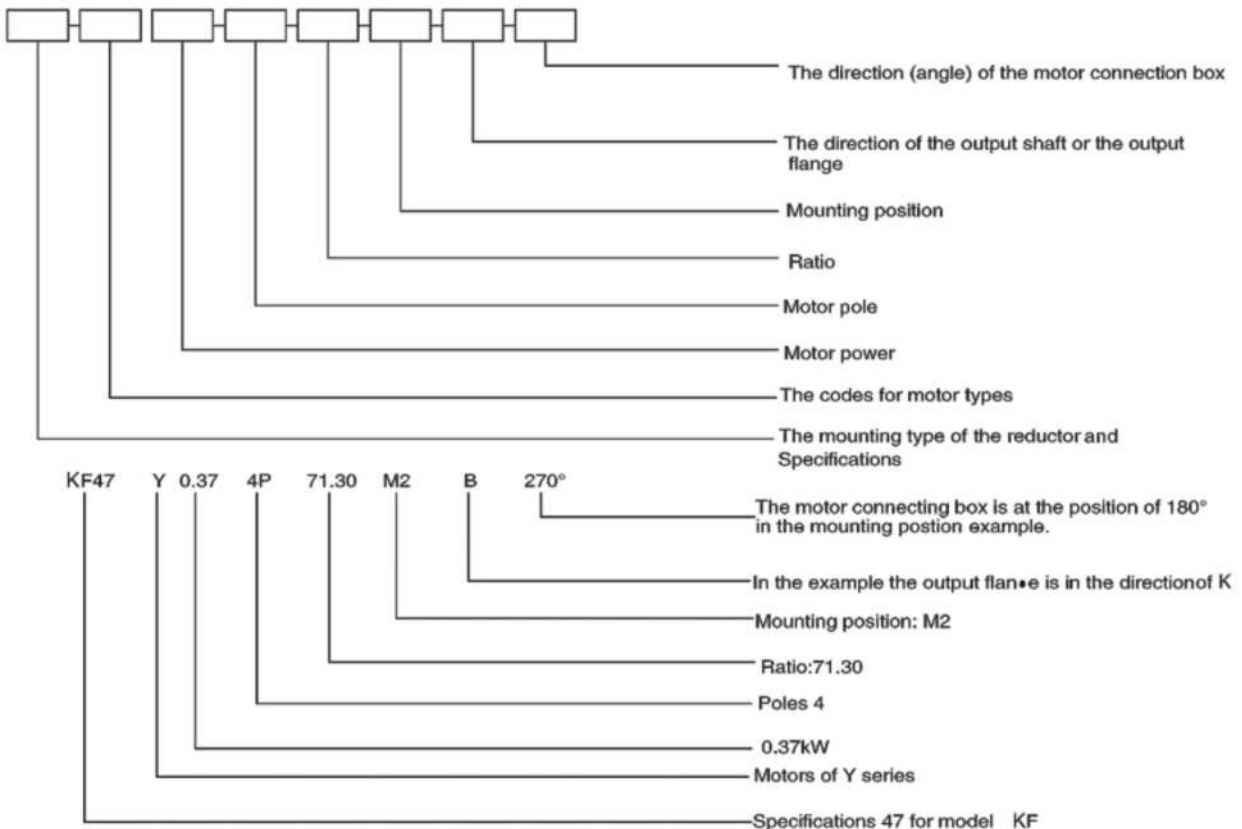 The direction (angle) of the motor connection box
The direction of the output shaft or the output
flange
Mounting position
Ratio
Motor pole
Motor power
The codes for motor types
The mounting type of the reductor and
Specifications
KF47 Y 0.37 4P 71.30 M2 B 270°
The motor connecting box is at the position of 180°
in the mounting postion example.
In the example the output flan•e is in the directionof K
Mounting position: M2
Ratio:71.30
Poles 4
0.37kW
Motors of Y series
Specifications 47 for model KF